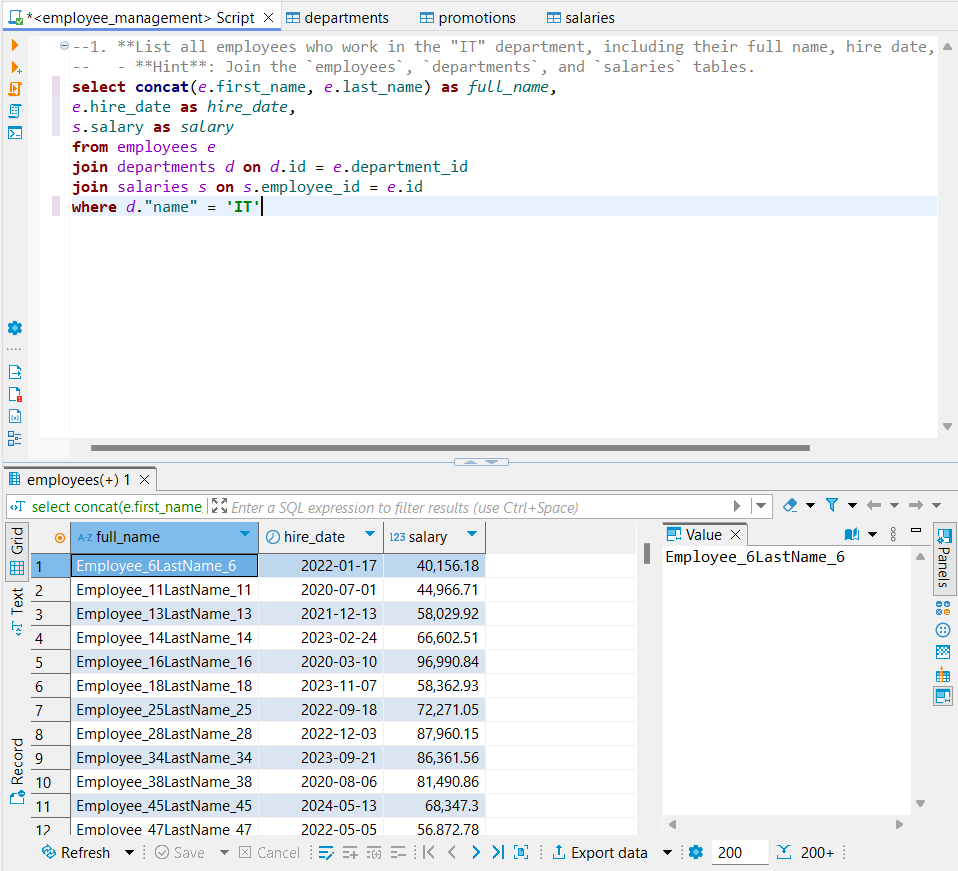 *<employee_management> Script
departments
promotions
salaries
--1. **List all employees who work in the "IT" department, including their full name, hire date,
--   - **Hint**: Join the `employees`, `departments`, and `salaries` tables.
select concat(e.first_name, e.last_name) as full_name,
e.hire_date as hire_date,
s.salary as salary
from employees e
join departments d on d.id = e.department_id
join salaries s on s.employee_id = e.id
where d."name" = 'IT'
employees(+) 1
select concat(e.first_name
Enter a SQL expression to filter results (use Ctrl+Space)
Grid
Text
Record
A-Z full_name
hire_date
123 salary
1 Employee_6LastName_6 2022-01-17 40,156.18
2 Employee_11LastName_11 2020-07-01 44,966.71
3 Employee_13LastName_13 2021-12-13 58,029.92
4 Employee_14LastName_14 2023-02-24 66,602.51
5 Employee_16LastName_16 2020-03-10 96,990.84
6 Employee_18LastName_18 2023-11-07 58,362.93
7 Employee_25LastName_25 2022-09-18 72,271.05
8 Employee_28LastName_28 2022-12-03 87,960.15
9 Employee_34LastName_34 2023-09-21 86,361.56
10 Employee_38LastName_38 2020-08-06 81,490.86
11 Employee_45LastName_45 2024-05-13 68,347.3
12 Employee_47LastName_47 2022-05-05 56,872.78
Value
Employee_6LastName_6
Panels
Refresh
Save
Cancel
Export data
200
200+